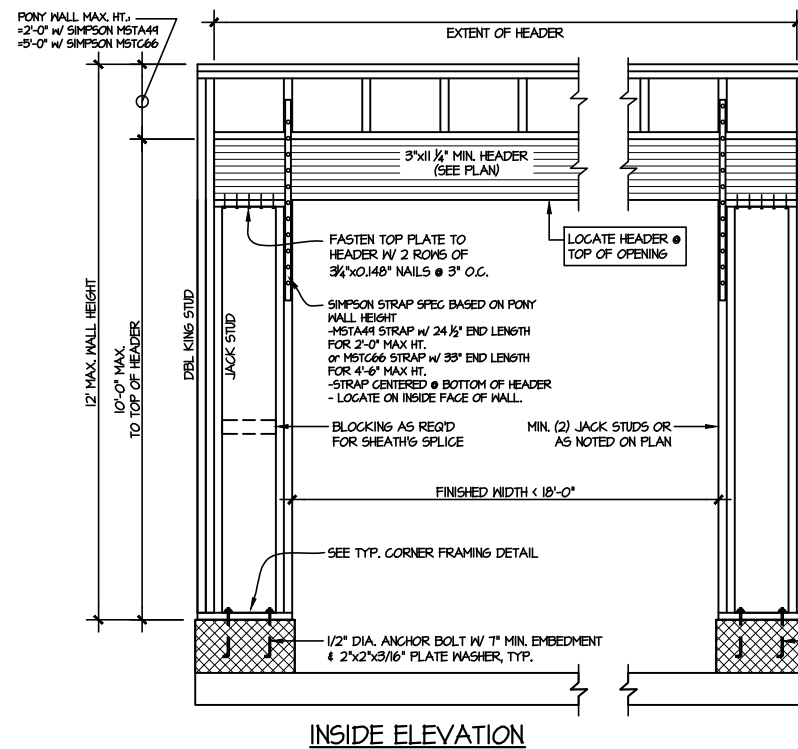 PONY WALL MAX. HT.:
=2'-0" W/ SIMPSON MSTA49
=5'-0" W/ SIMPSON MSTC66
EXTENT OF HEADER
3"x11 1/4" MIN. HEADER
(SEE PLAN)
FASTEN TOP PLATE TO
HEADER W/ 2 ROWS OF
3 1/4"x0.148" NAILS @ 3" O.C.
LOCATE HEADER @
TOP OF OPENING
SIMPSON STRAP SPEC BASED ON PONY
WALL HEIGHT
-MSTA49 STRAP W/ 24 1/2" END LENGTH
FOR 2'-0" MAX HT.
or MSTC66 STRAP W/ 33" END LENGTH
FOR 4'-6" MAX HT.
-STRAP CENTERED @ BOTTOM OF HEADER
- LOCATE ON INSIDE FACE OF WALL.
12' MAX. WALL HEIGHT
10'-0" MAX.
TO TOP OF HEADER
DBL KING STUD
JACK STUD
BLOCKING AS REQ'D
FOR SHEATH'G SPLICE
MIN. (2) JACK STUDS OR
AS NOTED ON PLAN
FINISHED WIDTH < 18'-0"
SEE TYP. CORNER FRAMING DETAIL
1/2" DIA. ANCHOR BOLT W/ 7" MIN. EMBEDMENT
& 2"x2"x3/16" PLATE WASHER, TYP.
INSIDE ELEVATION